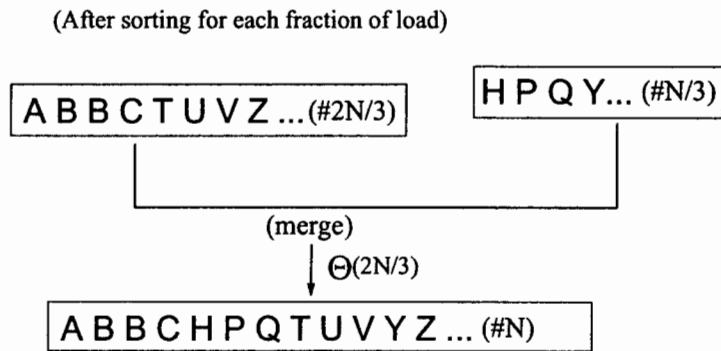 (After sorting for each fraction of load)
A B B C T U V Z ... (#2N/3)
H P Q Y... (#N/3)
(merge)
Θ(2N/3)
A B B C H P Q T U V Y Z ... (#N)